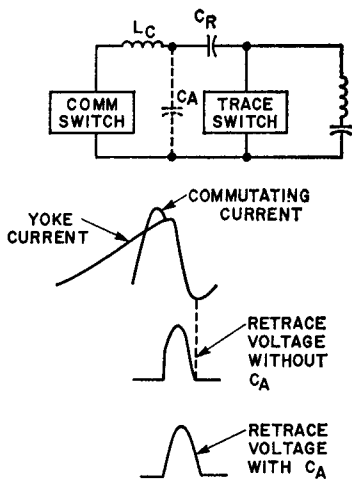 LC
CR
COMM
SWITCH
CA
TRACE
SWITCH
COMMUTATING
CURRENT
YOKE
CURRENT
RETRACE
VOLTAGE
WITHOUT
CA
RETRACE
VOLTAGE
WITH CA